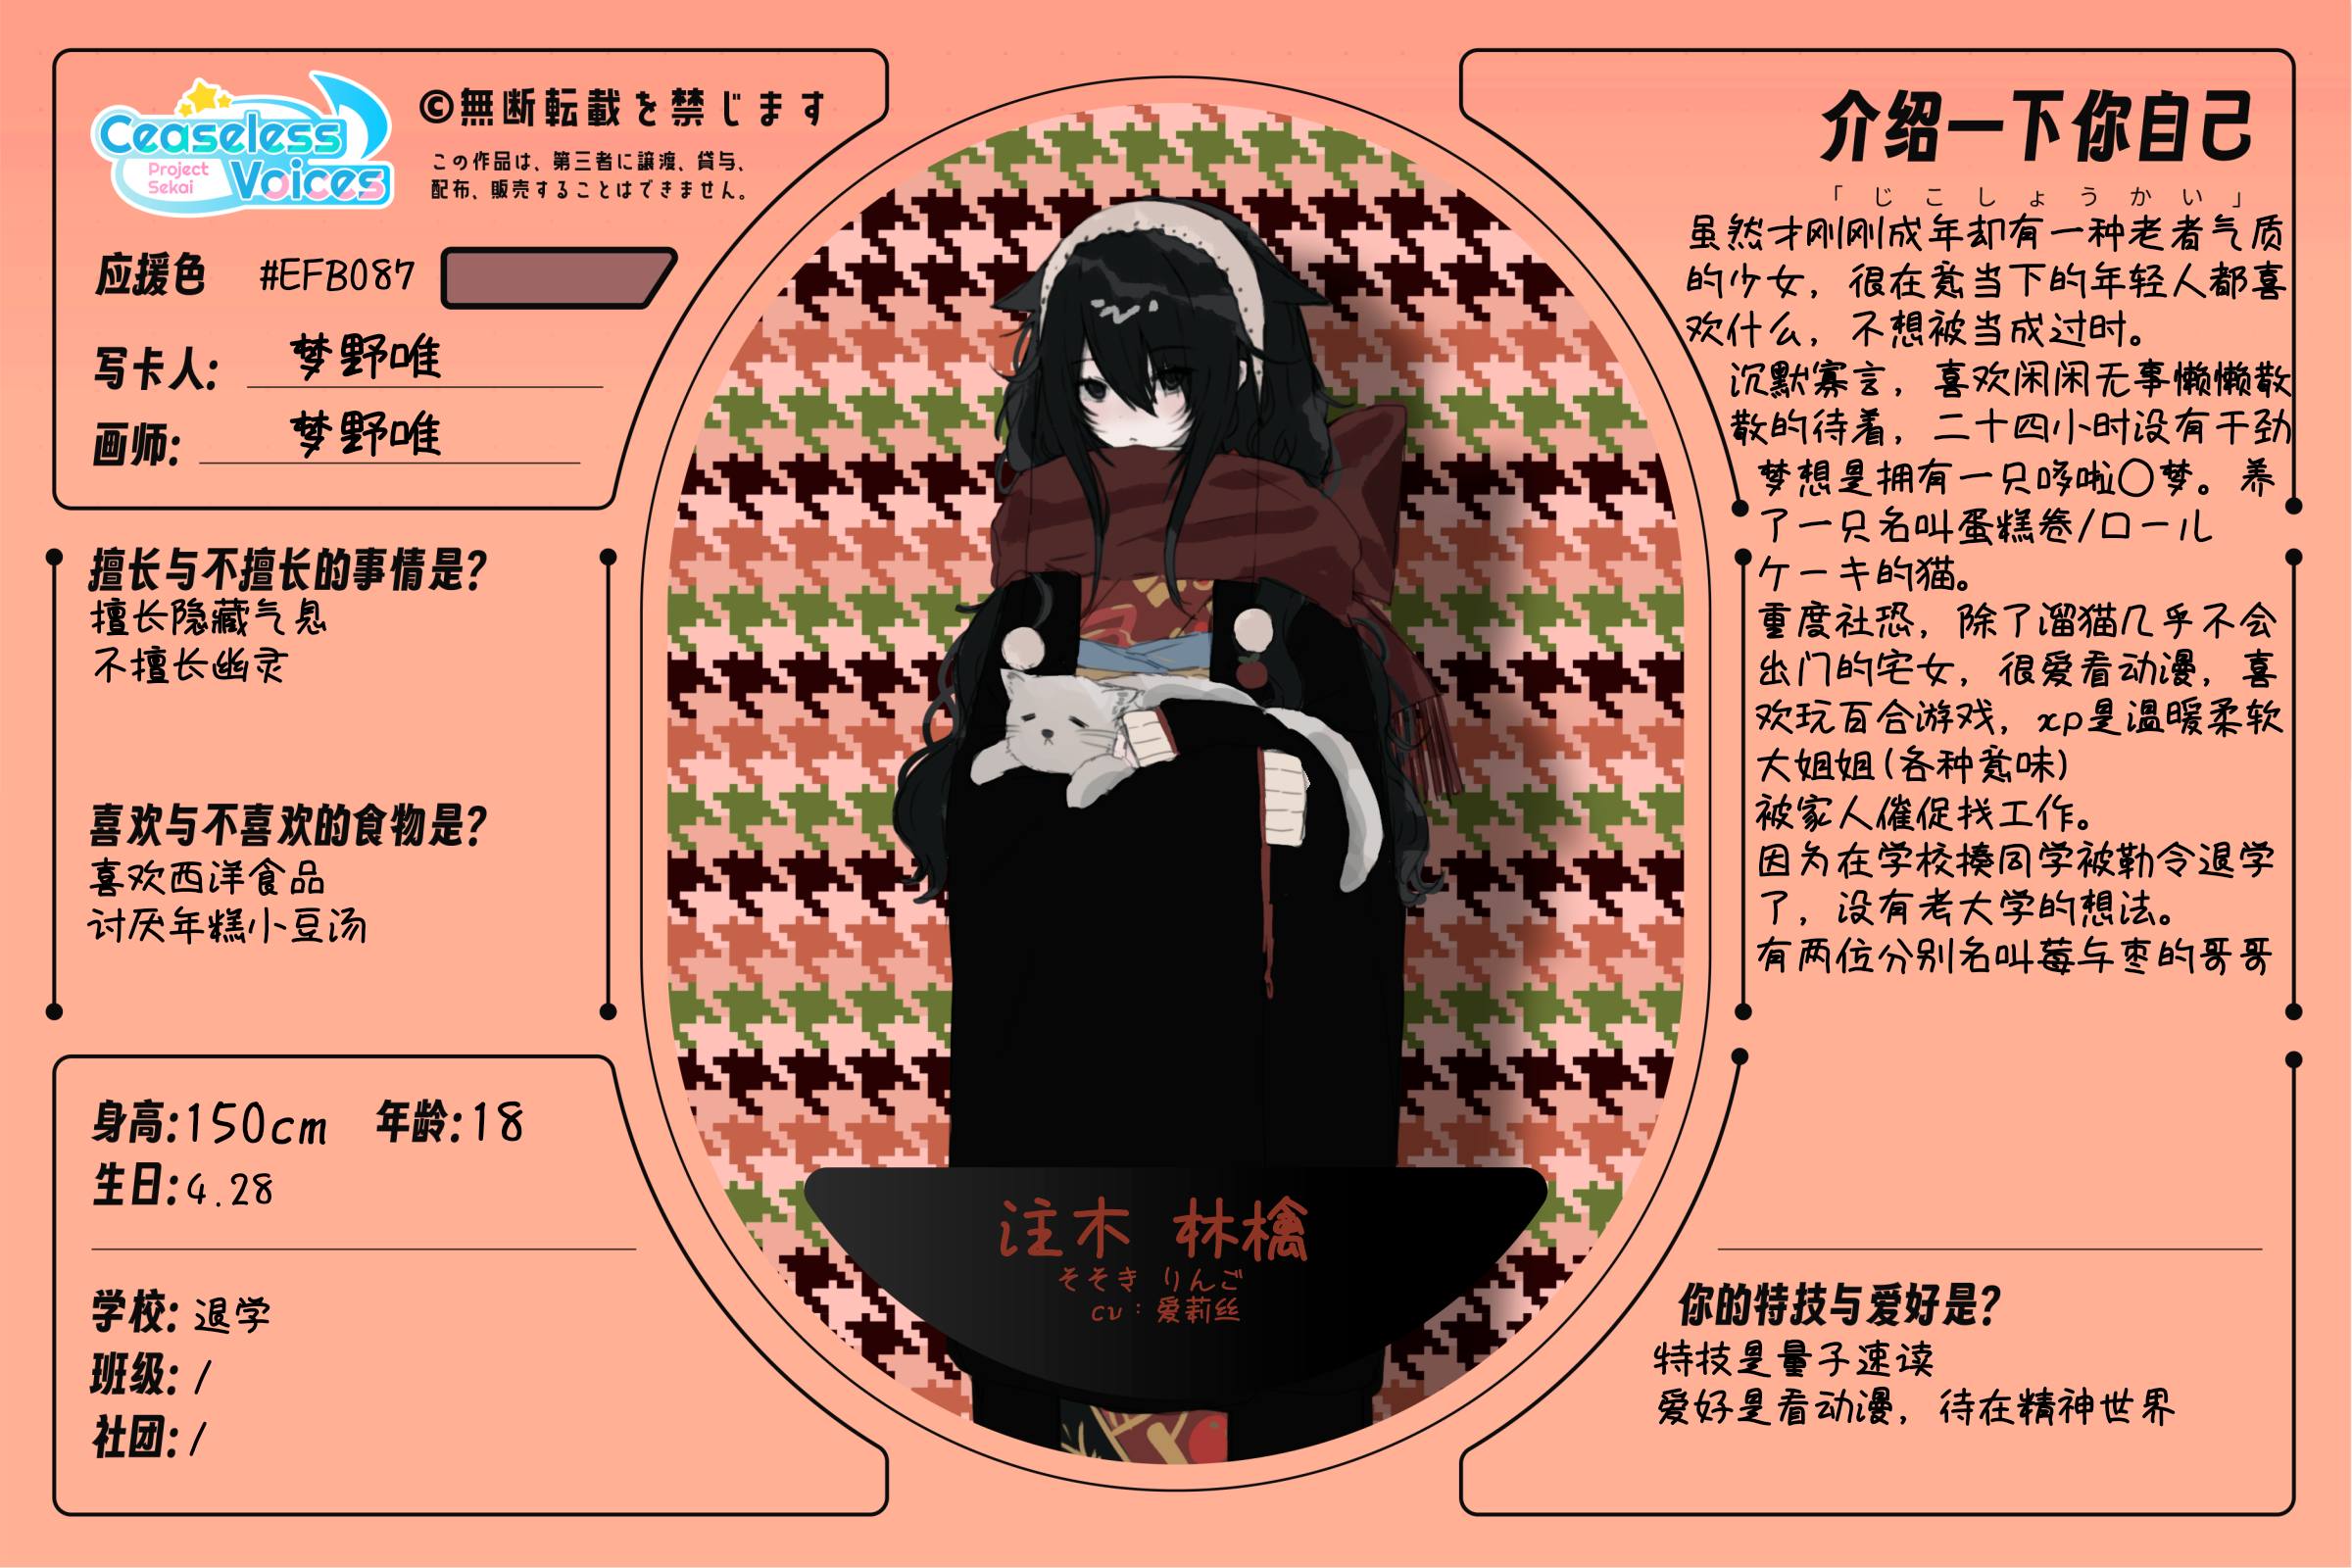 Ceaseless
Voices
Project
Sekai
©無断転載を禁じます
この作品は、第三者に譲渡、貸与、
配布、販売することはできません。
应援色 #EFB087
写卡人: 梦野唯
画师: 梦野唯
擅长与不擅长的事情是?
擅长隐藏气息
不擅长幽灵
喜欢与不喜欢的食物是?
喜欢西洋食品
讨厌年糕小豆汤
身高:150cm 年龄:18
生日:4.28
学校: 退学
班级: /
社团: /
注木 林檎
そそき りんご
cv：爱莉丝
介绍一下你自己
「じこしょうかい」
虽然才刚刚成年却有一种老者气质
的少女，很在意当下的年轻人都喜
欢什么，不想被当成过时。
沉默寡言，喜欢闲闲无事懒懒散
散的待着，二十四小时没有干劲
梦想是拥有一只哆啦〇梦。养
了一只名叫蛋糕卷/ロール
ケーキ的猫。
重度社恐，除了溜猫几乎不会
出门的宅女，很爱看动漫，喜
欢玩百合游戏，xp是温暖柔软
大姐姐(各种意味)
被家人催促找工作。
因为在学校揍同学被勒令退学
了，没有考大学的想法。
有两位分别名叫莓与枣的哥哥
你的特技与爱好是?
特技是量子速读
爱好是看动漫，待在精神世界